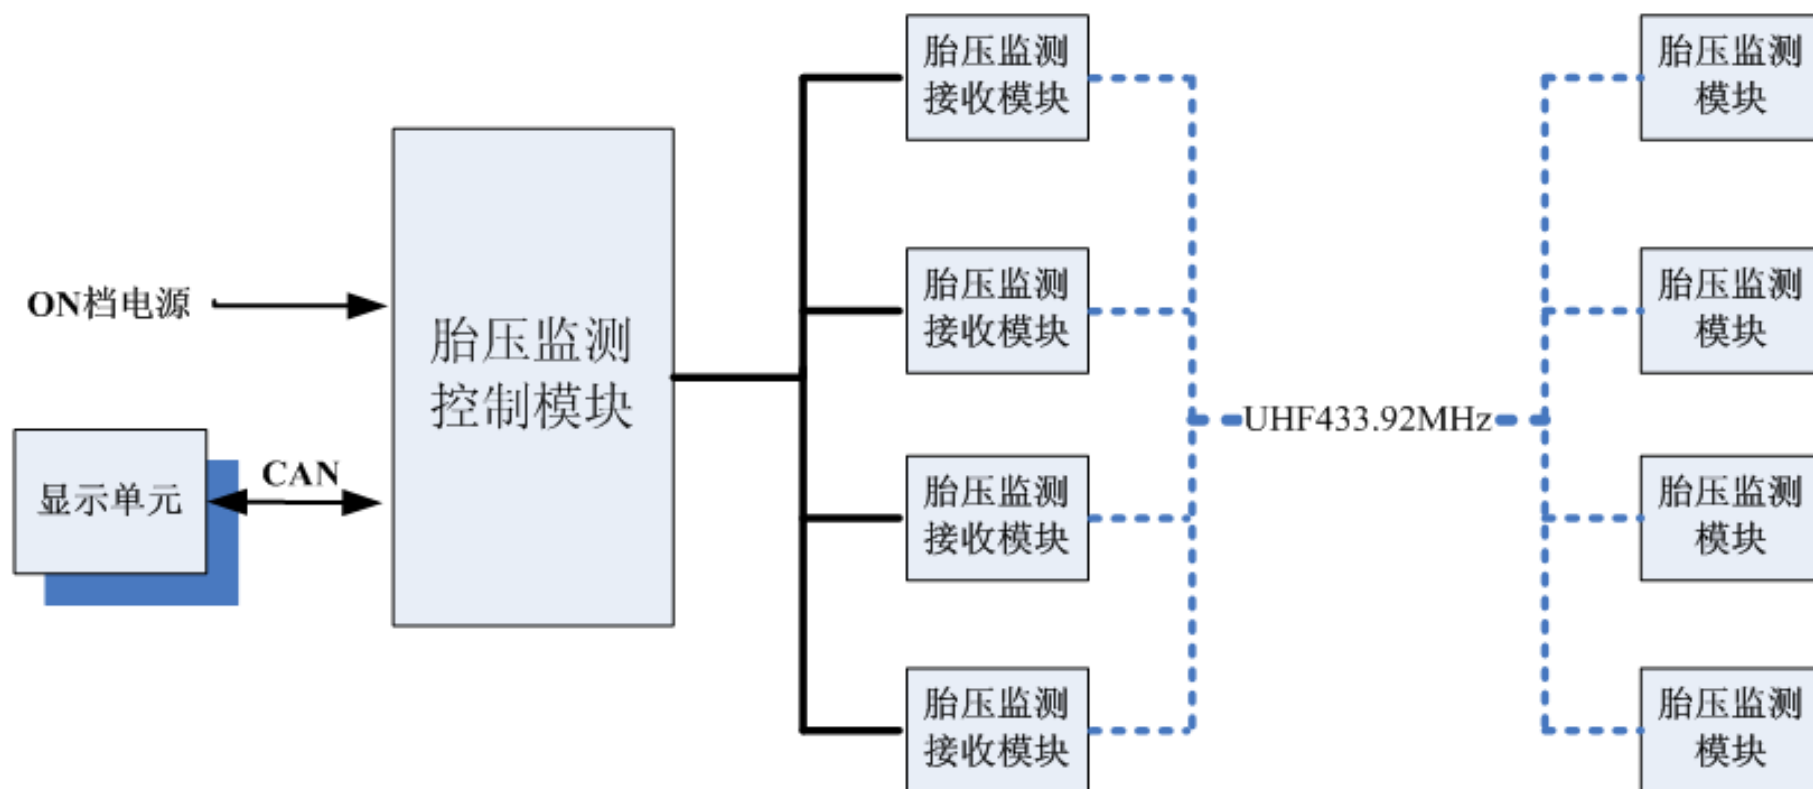 ON档电源
显示单元
CAN
胎压监测
控制模块
胎压监测
接收模块
胎压监测
接收模块
胎压监测
接收模块
胎压监测
接收模块
UHF433.92MHz
胎压监测
模块
胎压监测
模块
胎压监测
模块
胎压监测
模块